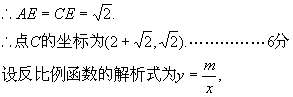 ∴ AE = CE = √2.
∴点C的坐标为(2 + √2, √2). ……………6分
设反比例函数的解析式为y = m/x,